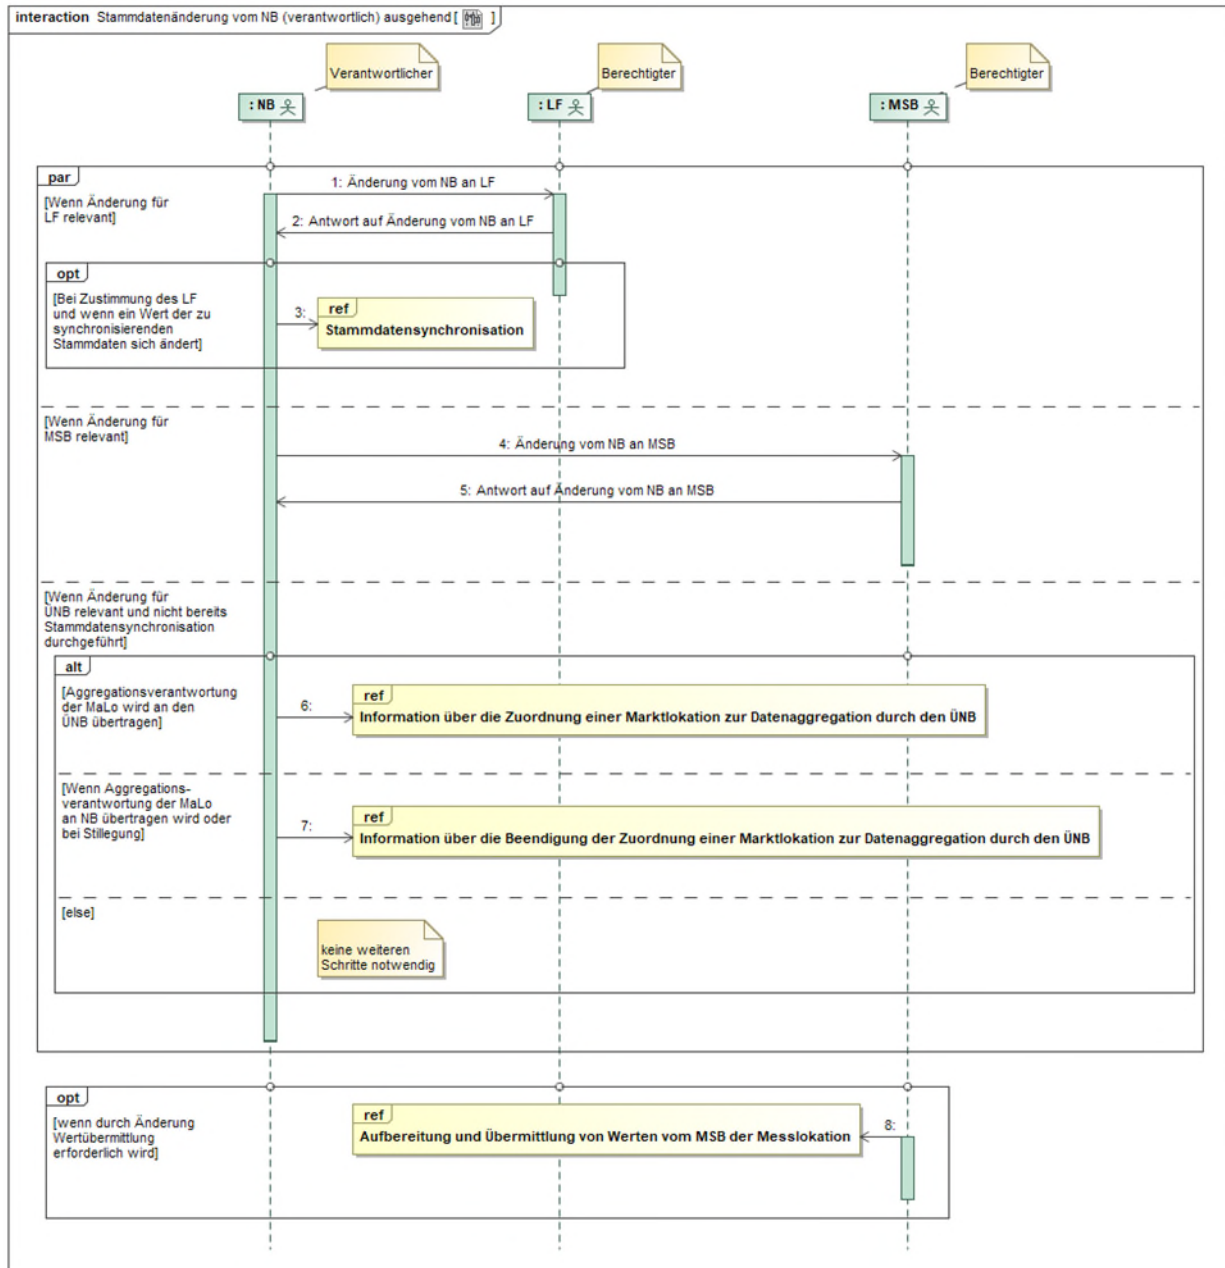 interaction Stammdatenänderung vom NB (verantwortlich) ausgehend [ ]
Verantwortlicher
Berechtigter
Berechtigter
: NB
: LF
: MSB
par
[Wenn Änderung für
LF relevant]
1: Änderung vom NB an LF
2: Antwort auf Änderung vom NB an LF
opt
[Bei Zustimmung des LF
und wenn ein Wert der zu
synchronisierenden
Stammdaten sich ändert]
3:
ref
Stammdatensynchronisation
[Wenn Änderung für
MSB relevant]
4: Änderung vom NB an MSB
5: Antwort auf Änderung vom NB an MSB
[Wenn Änderung für
ÜNB relevant und nicht bereits
Stammdatensynchronisation
durchgeführt]
alt
[Aggregationsverantwortung
der MaLo wird an den
ÜNB übertragen]
6:
ref
Information über die Zuordnung einer Marktlokation zur Datenaggregation durch den ÜNB
[Wenn Aggregations-
verantwortung der MaLo
an NB übertragen wird oder
bei Stillegung]
7:
ref
Information über die Beendigung der Zuordnung einer Marktlokation zur Datenaggregation durch den ÜNB
[else]
keine weiteren
Schritte notwendig
opt
[wenn durch Änderung
Wertübermittlung
erforderlich wird]
ref
Aufbereitung und Übermittlung von Werten vom MSB der Messlokation
8: